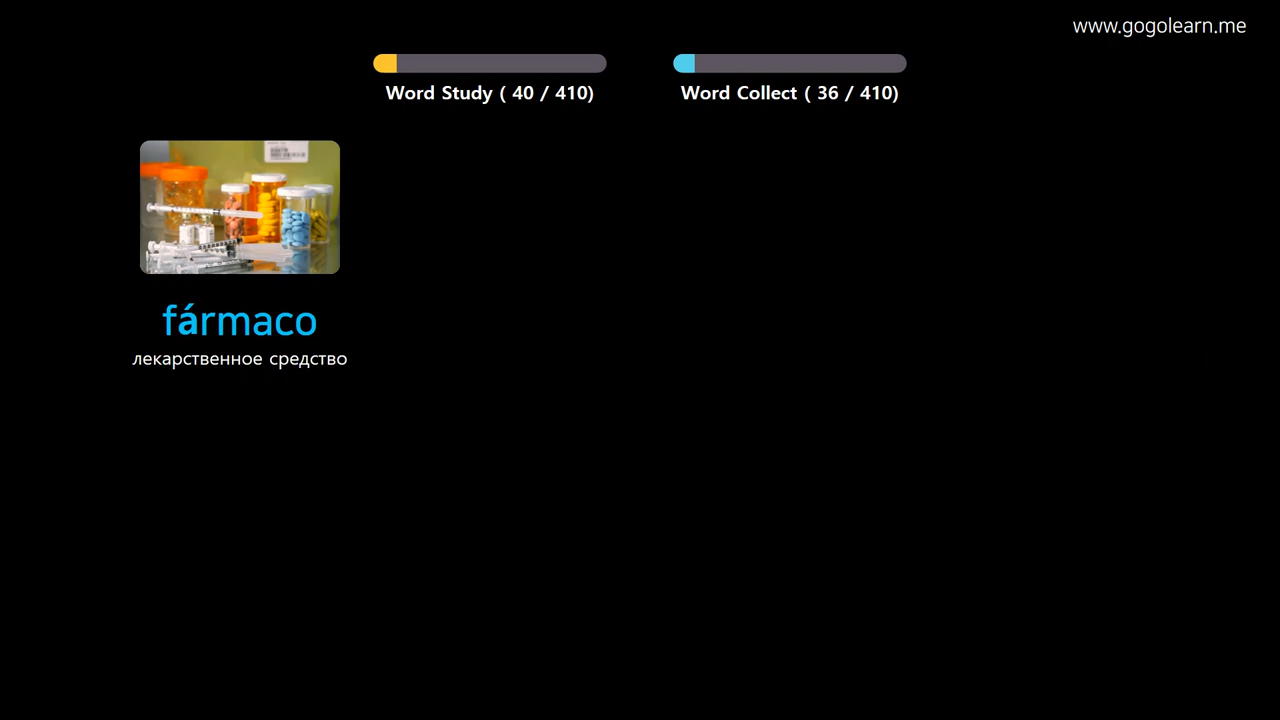 www.gogolearn.me
Word Study ( 40 / 410)
Word Collect ( 36 / 410)
fármaco
лекарственное средство